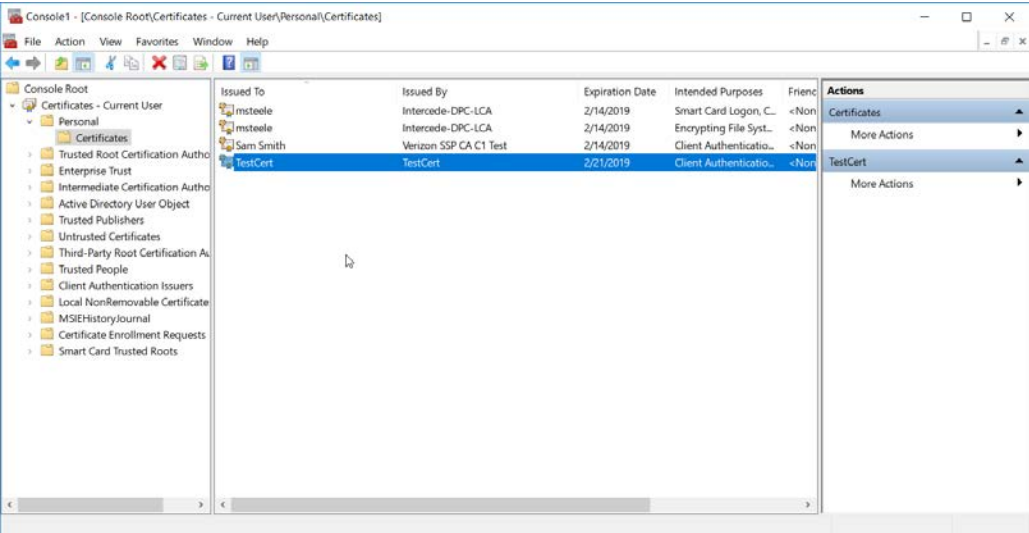 Console1 - [Console Root\Certificates - Current User\Personal\Certificates]
File Action View Favorites Window Help
Console Root
Certificates - Current User
Personal
Certificates
Trusted Root Certification Autho
Enterprise Trust
Intermediate Certification Autho
Active Directory User Object
Trusted Publishers
Untrusted Certificates
Third-Party Root Certification Au
Trusted People
Client Authentication Issuers
Local NonRemovable Certificate
MSIEHistoryJournal
Certificate Enrollment Requests
Smart Card Trusted Roots
Issued To Issued By Expiration Date Intended Purposes Frienc
msteele Intercede-DPC-LCA 2/14/2019 Smart Card Logon, C... <Non
msteele Intercede-DPC-LCA 2/14/2019 Encrypting File Syst... <Non
Sam Smith Verizon SSP CA C1 Test 2/14/2019 Client Authenticatio... <Non
TestCert TestCert 2/21/2019 Client Authenticatio... <Non
Actions
Certificates
More Actions
TestCert
More Actions